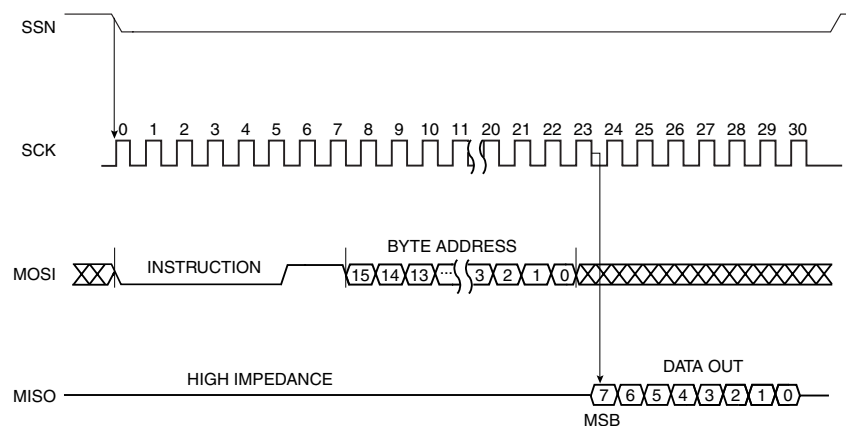 SSN
0 1 2 3 4 5 6 7 8 9 10 11 20 21 22 23 24 25 26 27 28 29 30
SCK
BYTE ADDRESS
MOSI INSTRUCTION 15 14 13 ... 3 2 1 0
HIGH IMPEDANCE DATA OUT
MISO 7 6 5 4 3 2 1 0
MSB